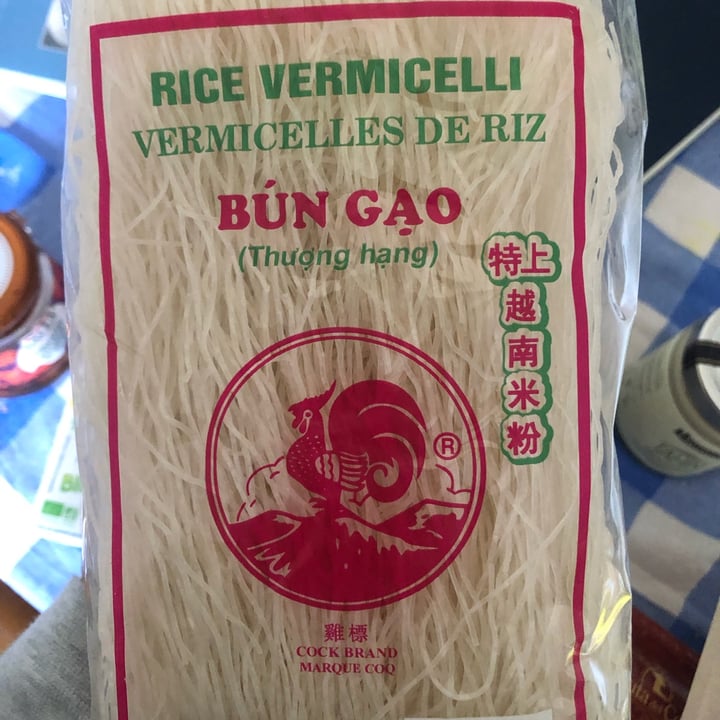 RICE VERMICELLI
VERMICELLES DE RIZ
BÚN GẠO
(Thượng hạng)
特上
越
南
米
粉
®
雞標
COCK BRAND
MARQUE COQ